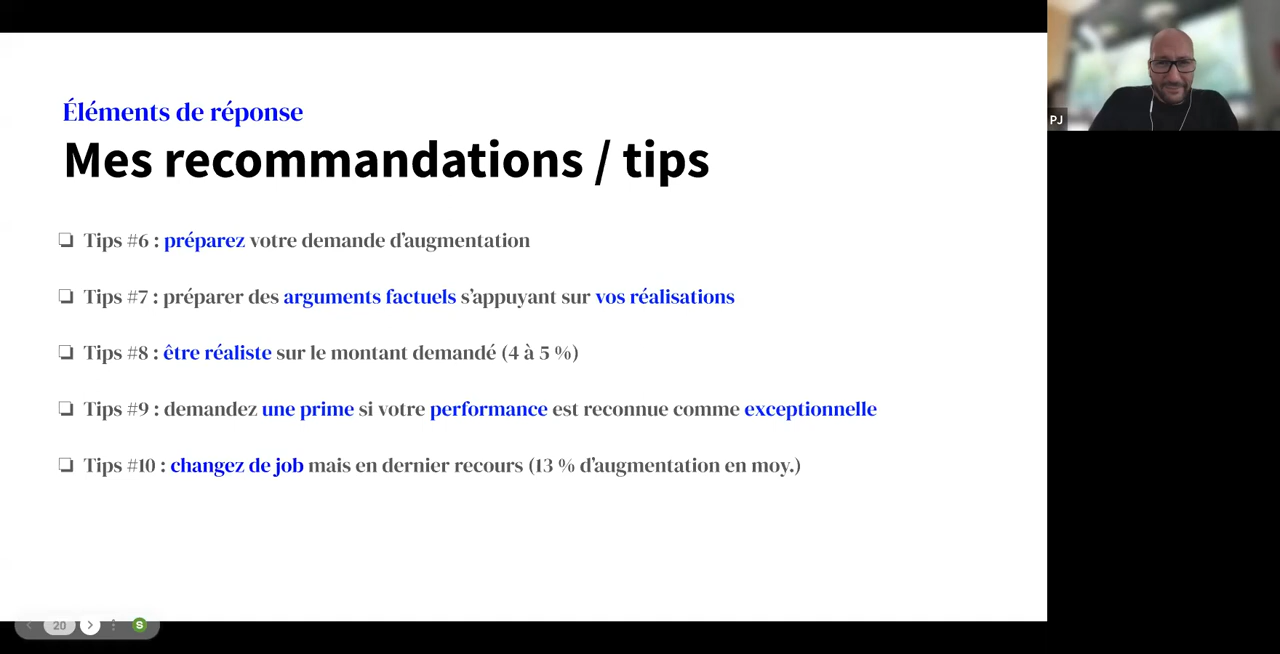 Éléments de réponse
Mes recommandations / tips
❏ Tips #6 : préparez votre demande d’augmentation
❏ Tips #7 : préparer des arguments factuels s’appuyant sur vos réalisations
❏ Tips #8 : être réaliste sur le montant demandé (4 à 5 %)
❏ Tips #9 : demandez une prime si votre performance est reconnue comme exceptionnelle
❏ Tips #10 : changez de job mais en dernier recours (13 % d’augmentation en moy.)
PJ
20
S